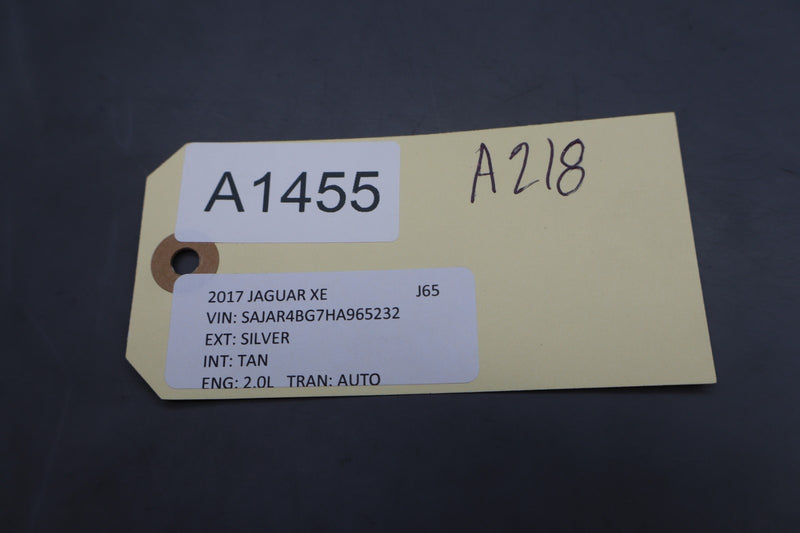 A1455
A218
2017 JAGUAR XE J65
VIN: SAJAR4BG7HA965232
EXT: SILVER
INT: TAN
ENG: 2.0L TRAN: AUTO